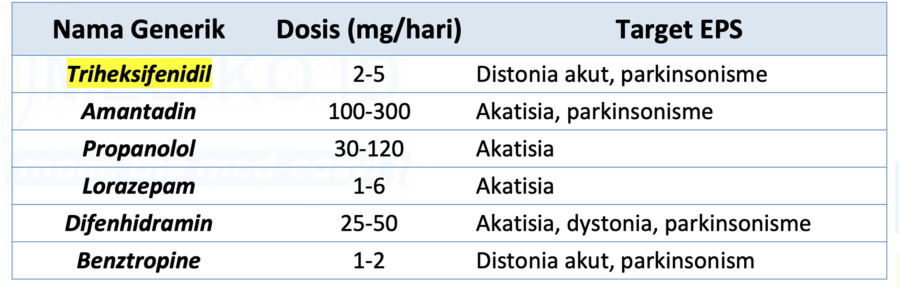 Nama Generik Dosis (mg/hari) Target EPS
Triheksifenidil 2-5 Distonia akut, parkinsonisme
Amantadin 100-300 Akatisia, parkinsonisme
Propanolol 30-120 Akatisia
Lorazepam 1-6 Akatisia
Difenhidramin 25-50 Akatisia, dystonia, parkinsonisme
Benztropine 1-2 Distonia akut, parkinsonism